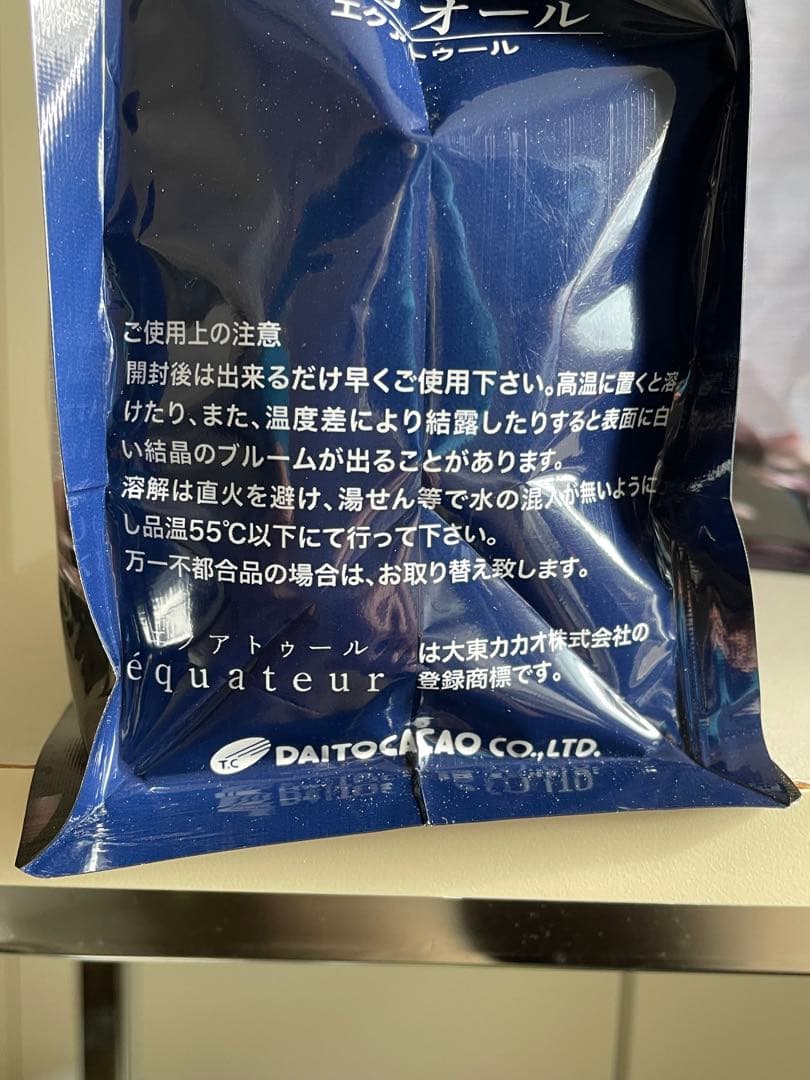 オール
エクアトゥール
ご使用上の注意
開封後は出来るだけ早くご使用下さい。高温に置くと溶
けたり、また、温度差により結露したりすると表面に白
い結晶のブルームが出ることがあります。
溶解は直火を避け、湯せん等で水の混入が無いように
し品温55℃以下にて行って下さい。
万一不都合品の場合は、お取り替え致します。
エクアトゥール
équateur
は大東カカオ株式会社の
登録商標です。
T.C
DAITOCACAO CO.,LTD.